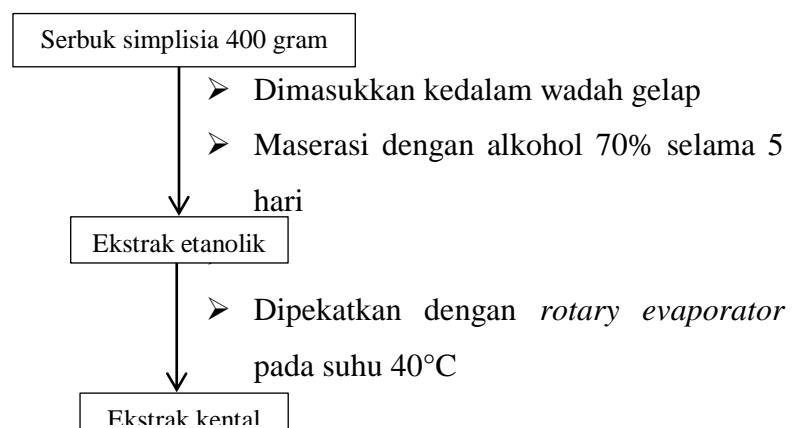 Serbuk simplisia 400 gram
➢ Dimasukkan kedalam wadah gelap
➢ Maserasi dengan alkohol 70% selama 5
hari
Ekstrak etanolik
➢ Dipekatkan dengan rotary evaporator
pada suhu 40°C
Ekstrak kental